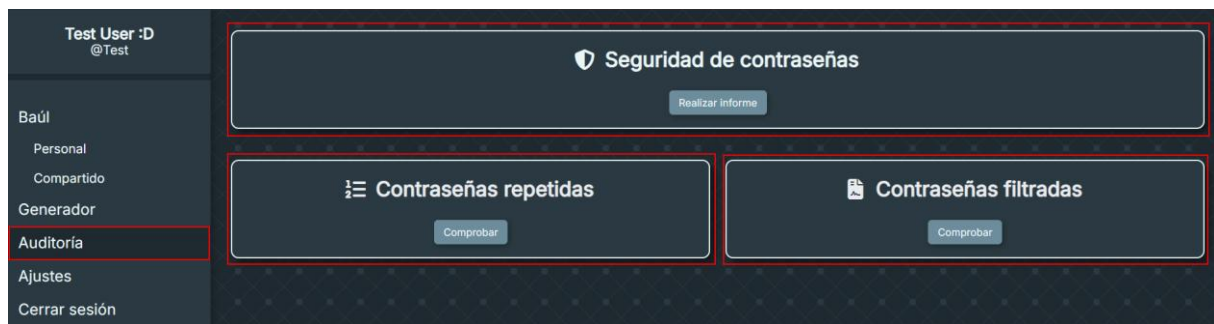 Test User :D
@Test
Baúl
Personal
Compartido
Generador
Auditoría
Ajustes
Cerrar sesión
Seguridad de contraseñas
Realizar informe
Contraseñas repetidas
Comprobar
Contraseñas filtradas
Comprobar